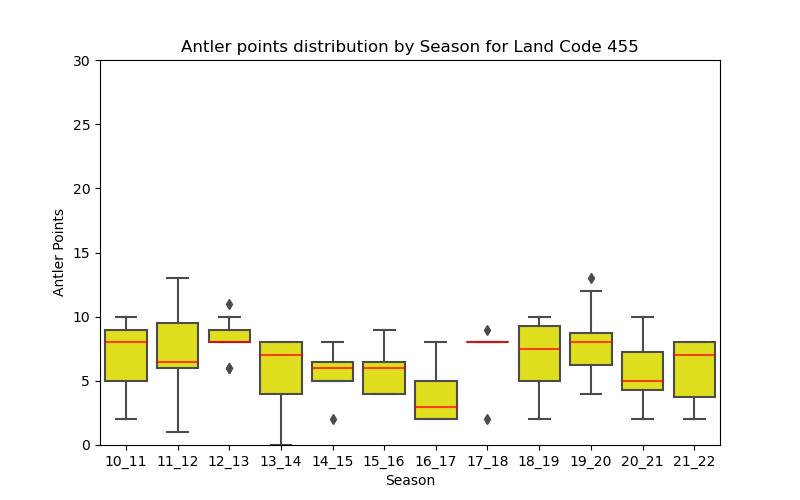 Antler points distribution by Season for Land Code 455
30
25
20
15
10
5
0
Antler Points
10_11 11_12 12_13 13_14 14_15 15_16 16_17 17_18 18_19 19_20 20_21 21_22
Season